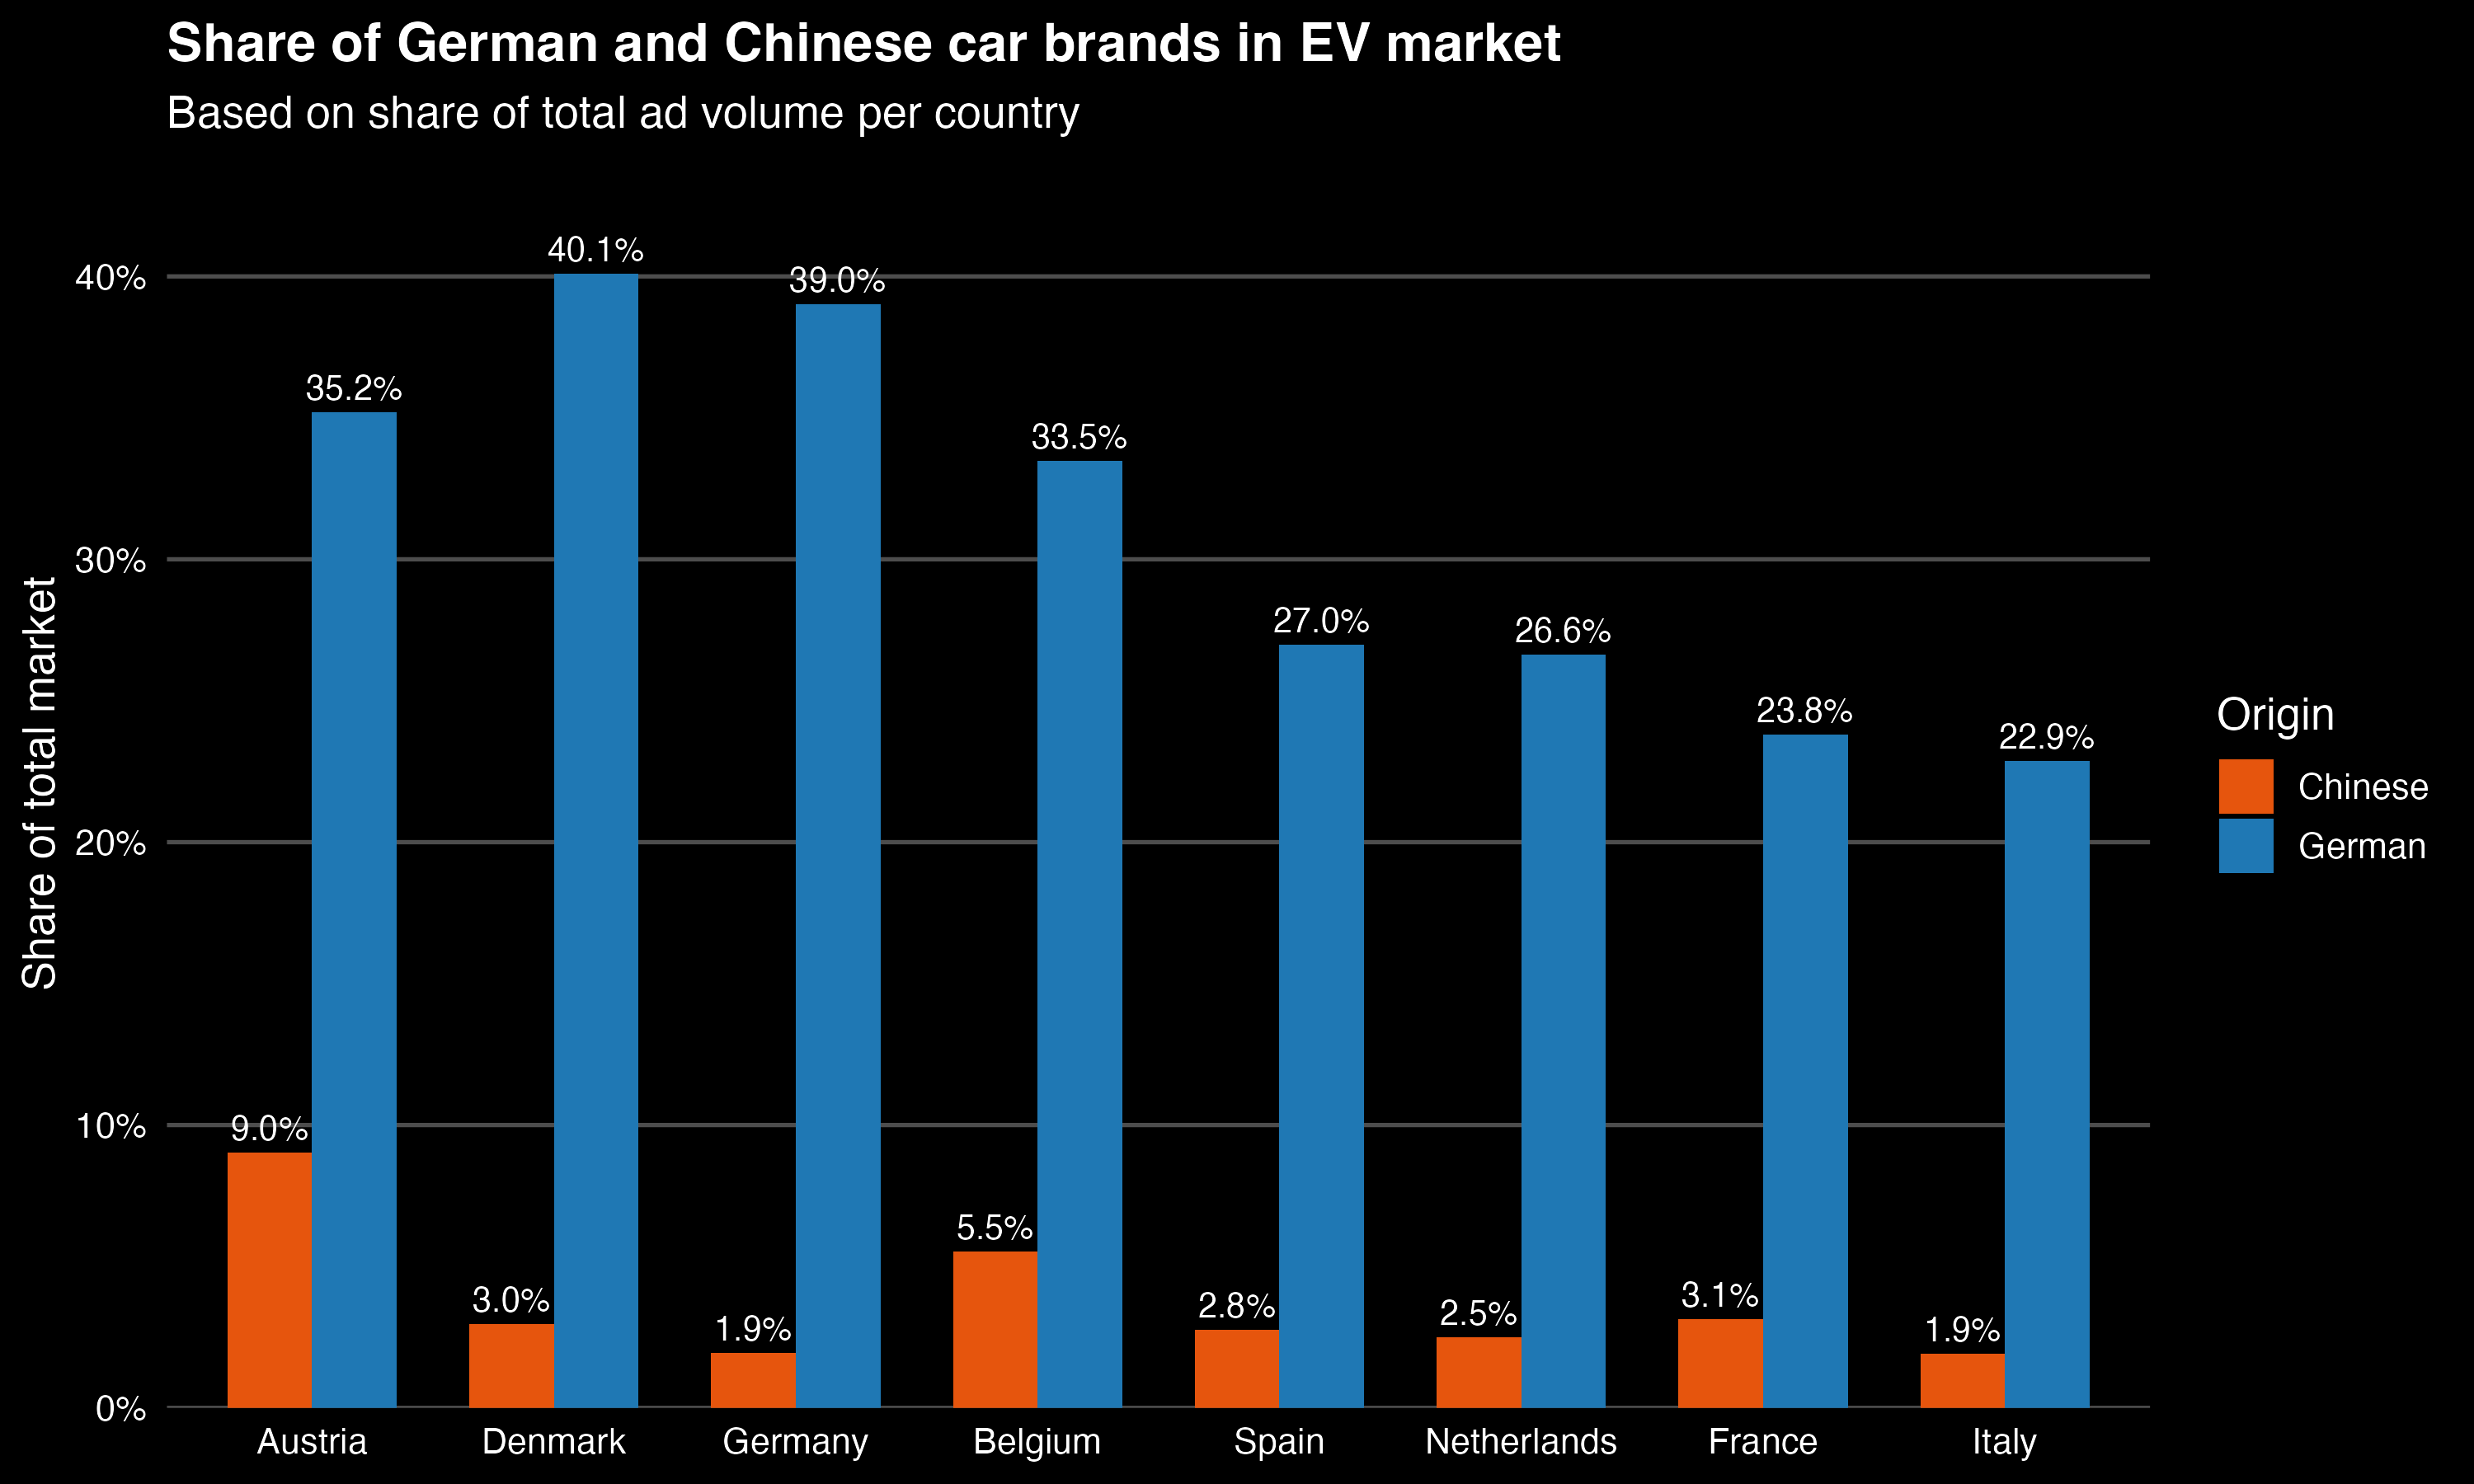 Share of German and Chinese car brands in EV market
Based on share of total ad volume per country
Share of total market
40%
30%
20%
10%
0%
9.0%
35.2%
3.0%
40.1%
1.9%
39.0%
5.5%
33.5%
2.8%
27.0%
2.5%
26.6%
3.1%
23.8%
1.9%
22.9%
Austria
Denmark
Germany
Belgium
Spain
Netherlands
France
Italy
Origin
Chinese
German